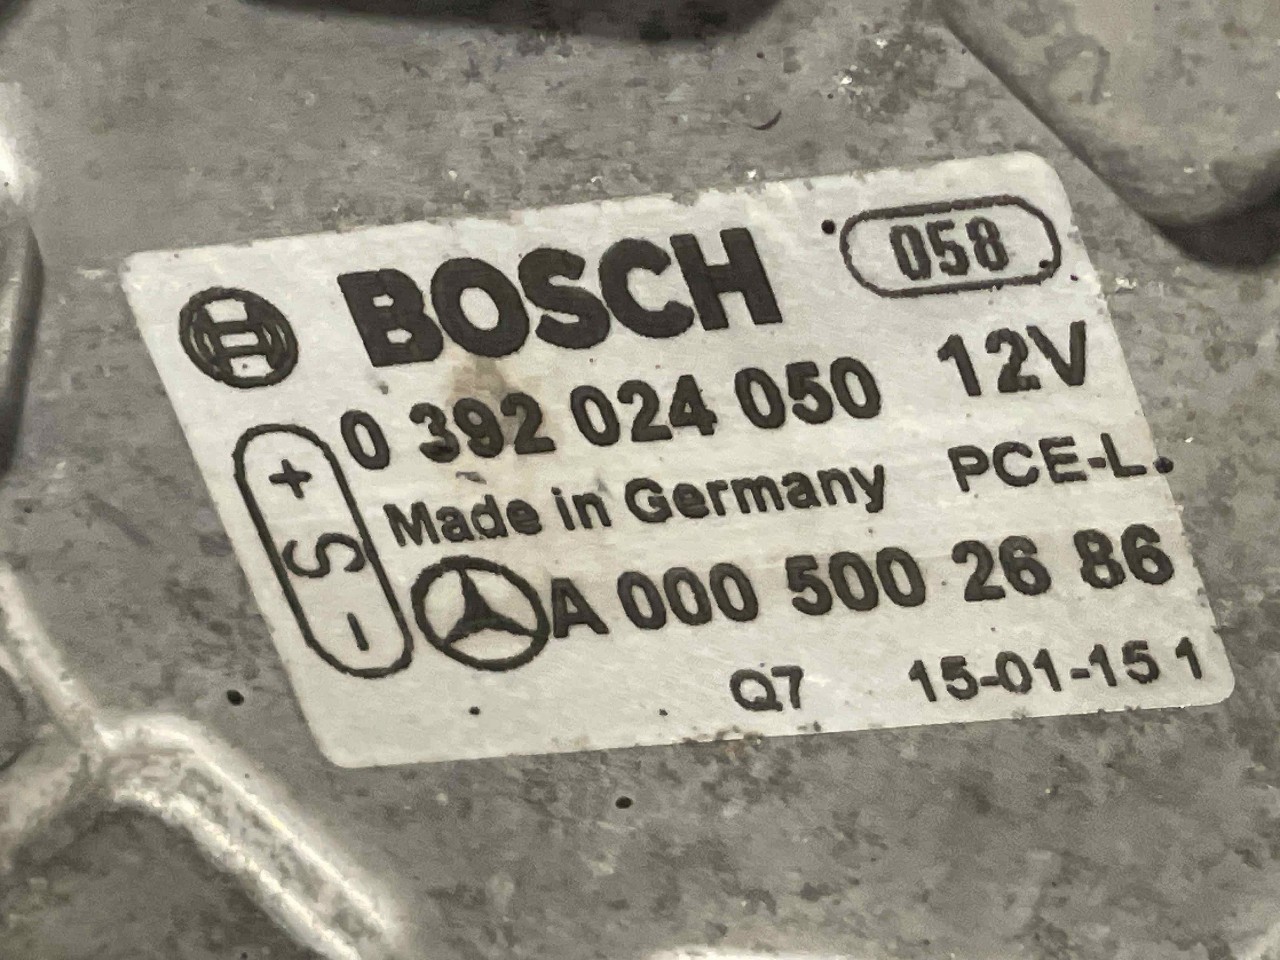 BOSCH 058
0 392 024 050 12V
Made in Germany PCE-L.
+ S -
A 000 500 26 86
Q7 15-01-15 1